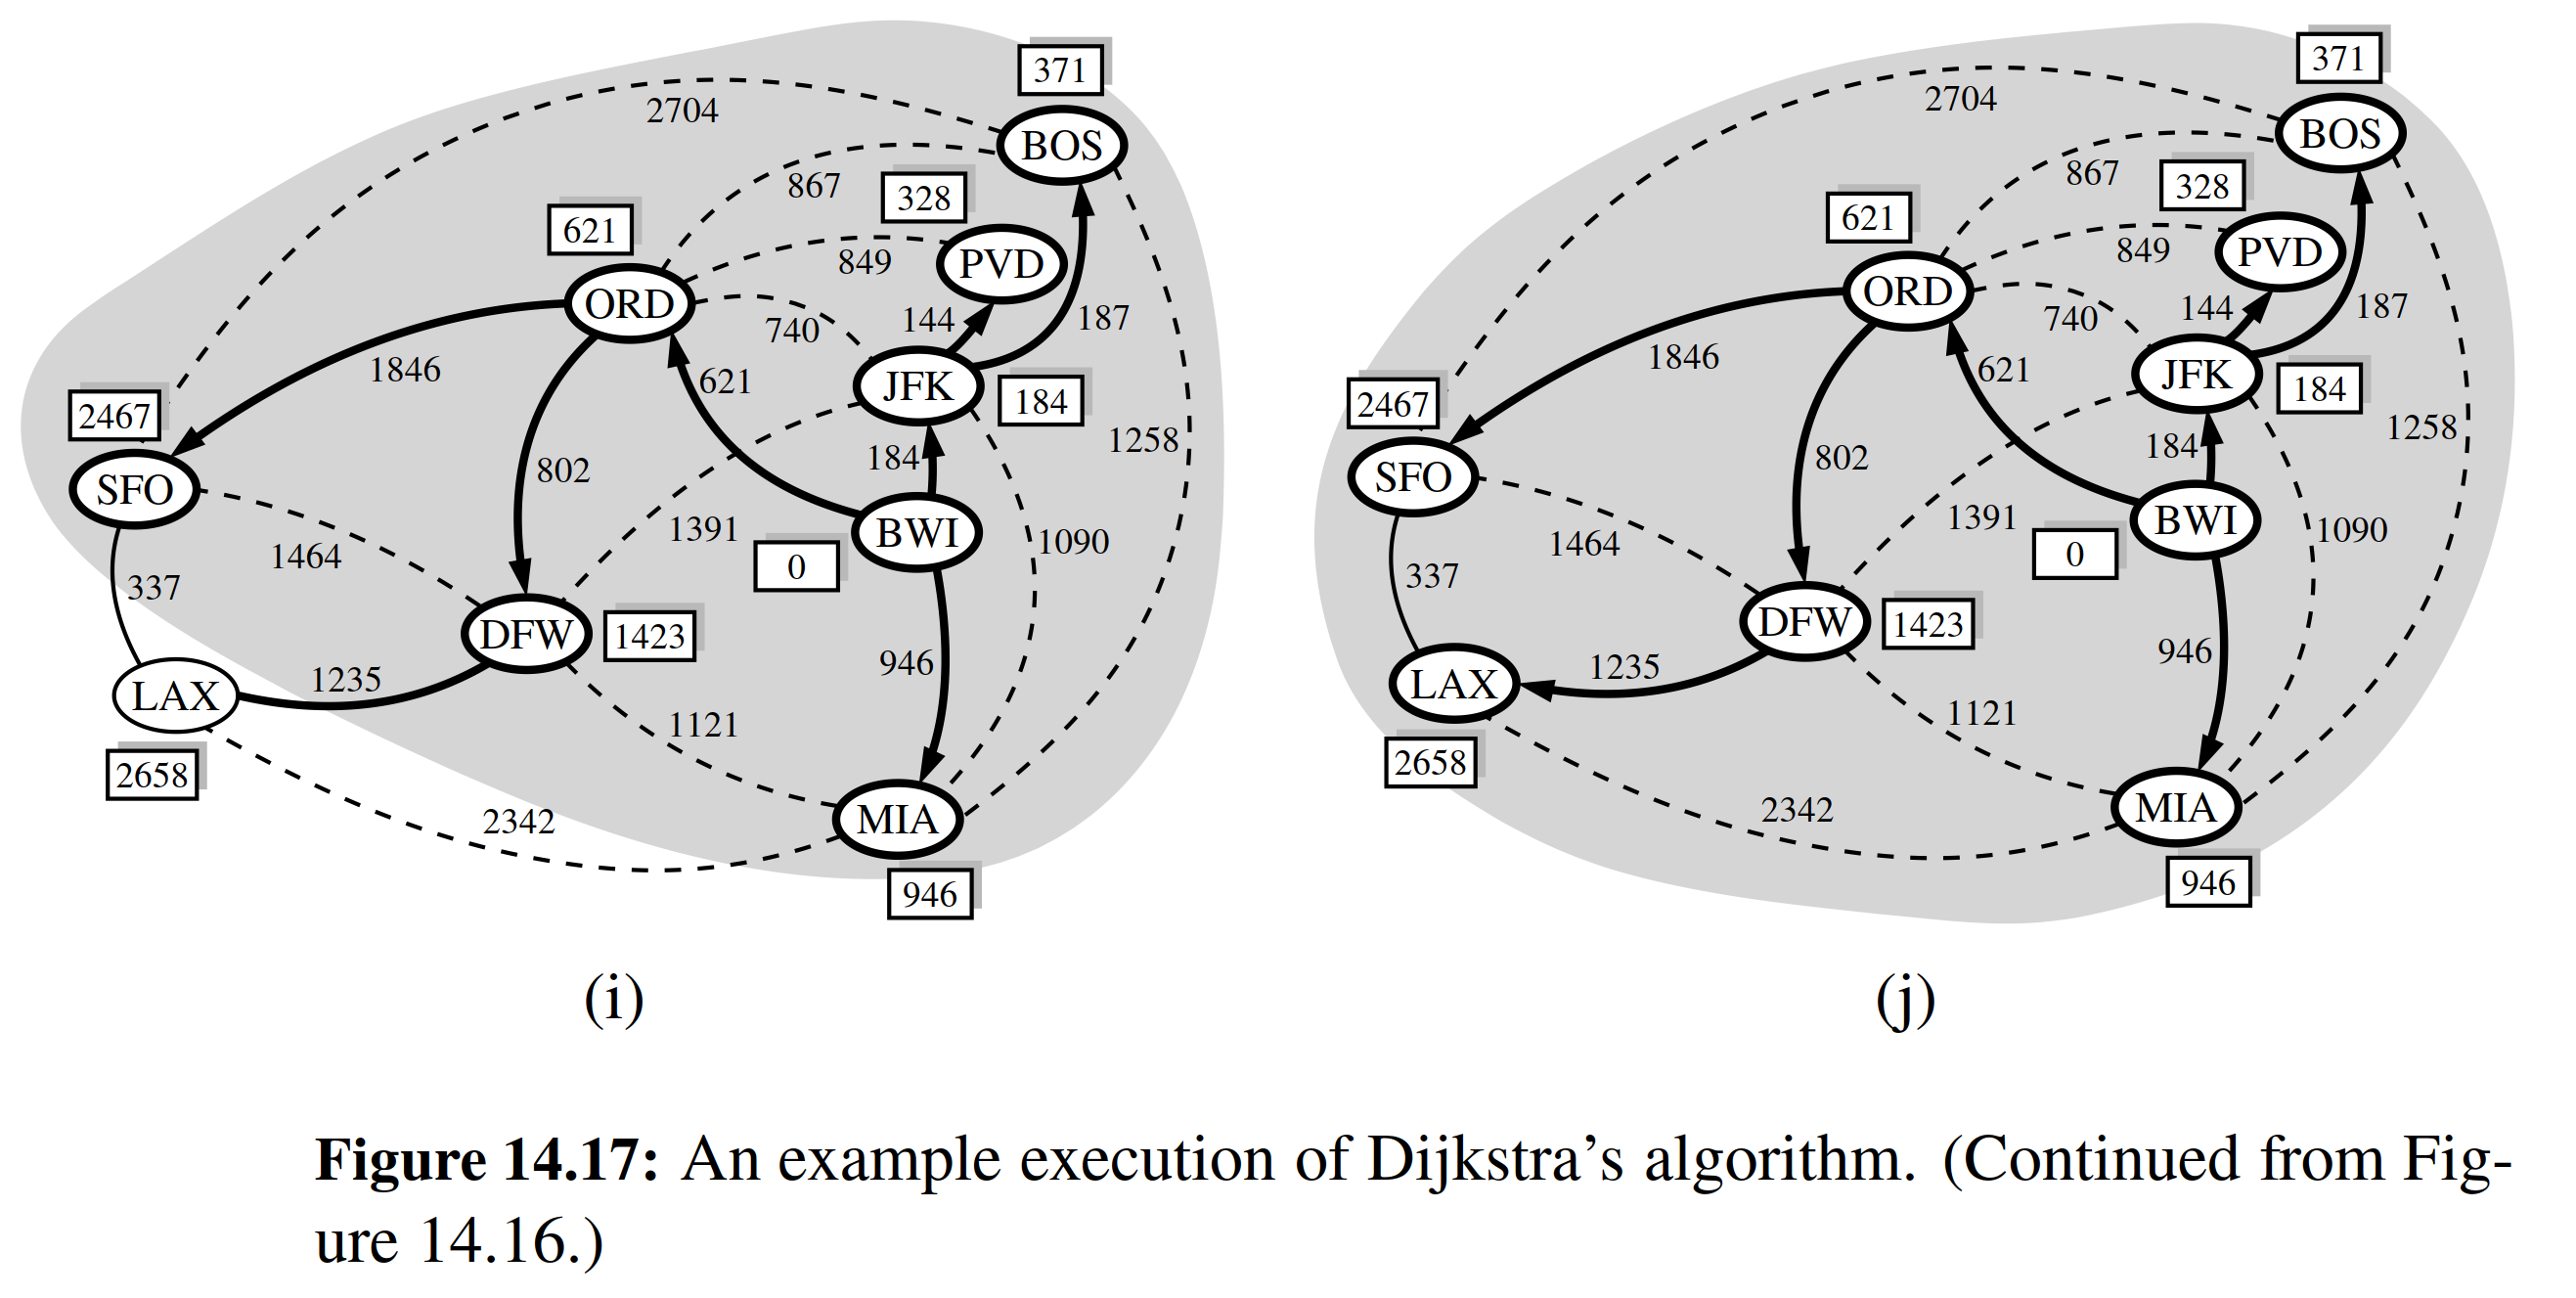 371
BOS
2704
867
328
PVD
849
621
ORD
740
144
187
JFK
184
1846
621
2467
SFO
802
184
1258
1391
BWI
0
1090
1464
337
DFW
1423
946
LAX
1235
2658
1121
MIA
2342
946
(i)
371
BOS
2704
867
328
PVD
849
621
ORD
740
144
187
JFK
184
1846
621
2467
SFO
802
184
1258
1391
BWI
0
1090
1464
337
DFW
1423
946
LAX
1235
2658
1121
MIA
2342
946
(j)
Figure 14.17: An example execution of Dijkstra’s algorithm. (Continued from Fig-
ure 14.16.)